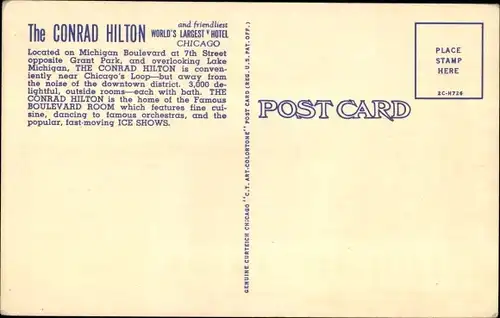 The CONRAD HILTON and friendliest WORLD'S LARGEST HOTEL
CHICAGO
Located on Michigan Boulevard at 7th Street
opposite Grant Park, and overlooking Lake
Michigan, THE CONRAD HILTON is conven-
iently near Chicago's Loop—but away from
the noise of the downtown district. 3,000 de-
lightful, outside rooms—each with bath. THE
CONRAD HILTON is the home of the Famous
BOULEVARD ROOM which features fine cui-
sine, dancing to famous orchestras, and the
popular, fast-moving ICE SHOWS.
GENUINE CURTEICH-CHICAGO "C.T. ART-COLORTONE" POST CARD (REG. U.S. PAT. OFF.)
POST CARD
PLACE
STAMP
HERE
2C-H726